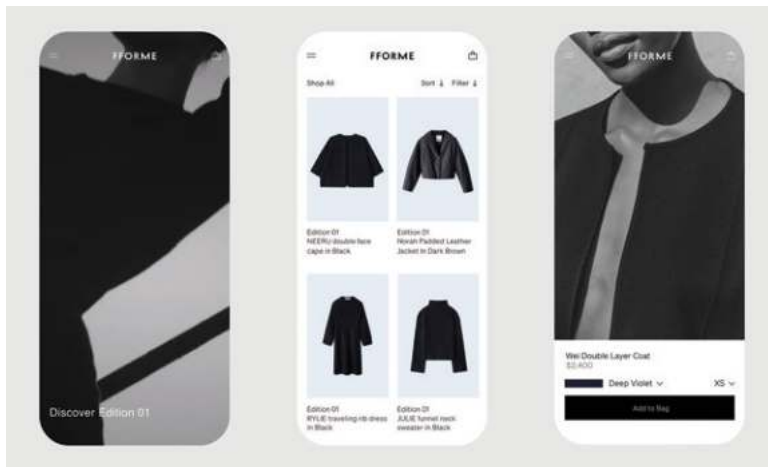 FFORME
Discover Edition 01
FFORME
Shop All
Sort ↓ Filter ↓
Edition 01
NEERU double face
cape in Black
Edition 01
Norah Padded Leather
Jacket in Dark Brown
Edition 01
RYLIE traveling rib dress
in Black
Edition 01
JULIE funnel neck
sweater in Black
FFORME
Wei Double Layer Coat
$2,400
Deep Violet
XS
Add to Bag